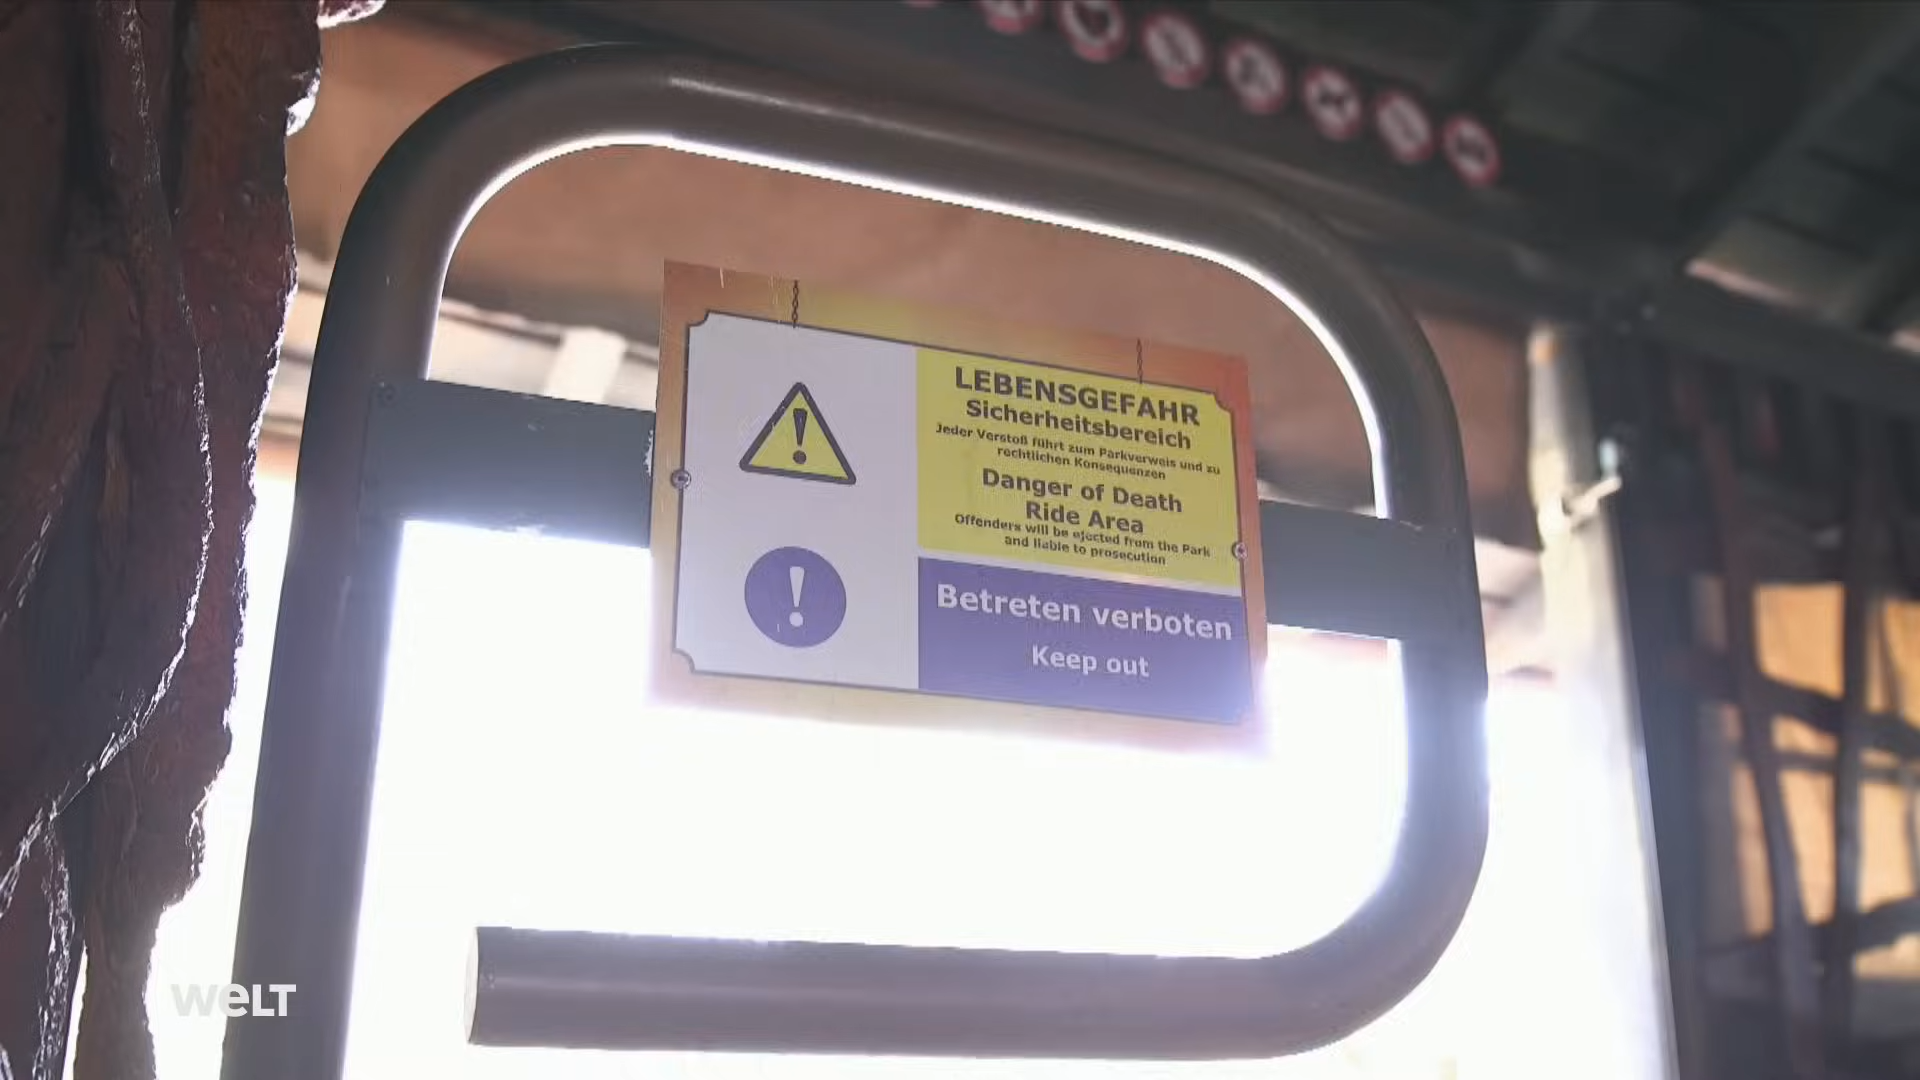 LEBENSGEFAHR
Sicherheitsbereich
Jeder Verstoß führt zum Parkverweis und zu
rechtlichen Konsequenzen
Danger of Death
Ride Area
Offenders will be ejected from the Park
and liable to prosecution
Betreten verboten
Keep out
weLT